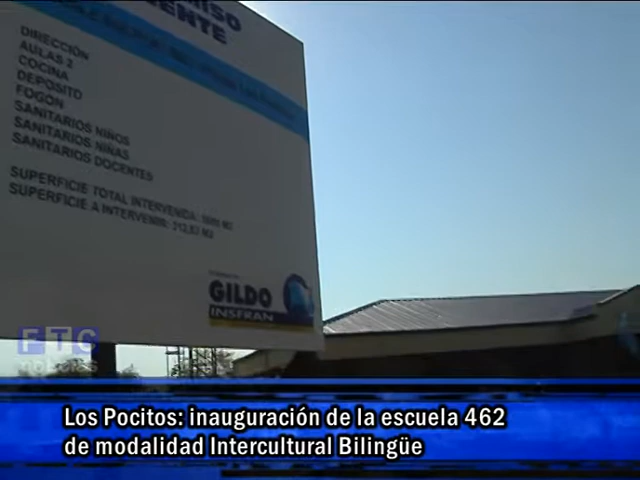 DIRECCIÓN
AULAS 2
COCINA
DEPOSITO
FOGON
SANITARIOS NIÑOS
SANITARIOS NIÑAS
SANITARIOS DOCENTES
SUPERFICIE TOTAL INTERVENIDA:
SUPERFICIE A INTERVENIR:
GILDO
INSFRAN
FTC
Los Pocitos: inauguración de la escuela 462
de modalidad Intercultural Bilingüe